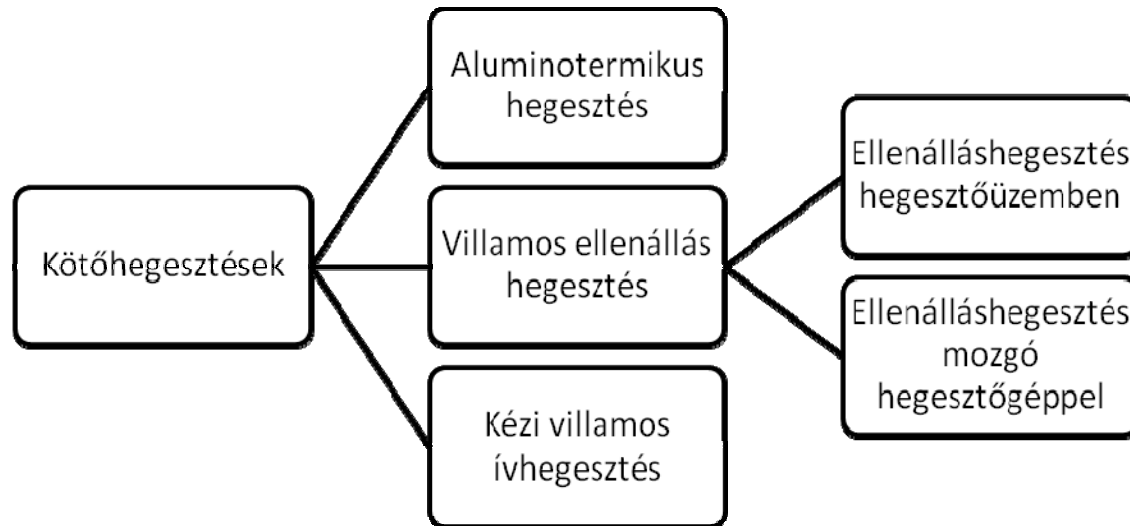 Kötőhegesztések
Aluminotermikus
hegesztés
Villamos ellenállás
hegesztés
Kézi villamos
ívhegesztés
Ellenálláshegesztés
hegesztőüzemben
Ellenálláshegesztés
mozgó
hegesztőgéppel